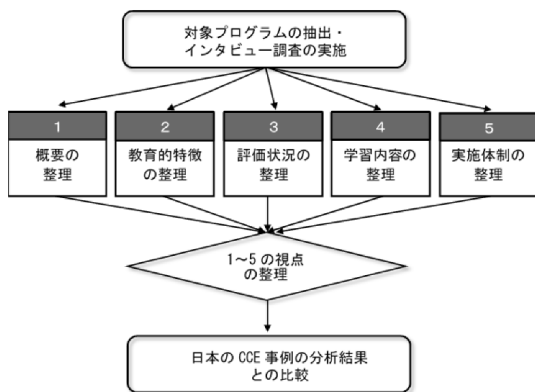 対象プログラムの抽出・
インタビュー調査の実施
1
概要の
整理
2
教育的特徴
の整理
3
評価状況の
整理
4
学習内容の
整理
5
実施体制の
整理
1～5 の視点
の整理
日本の CCE 事例の分析結果
との比較